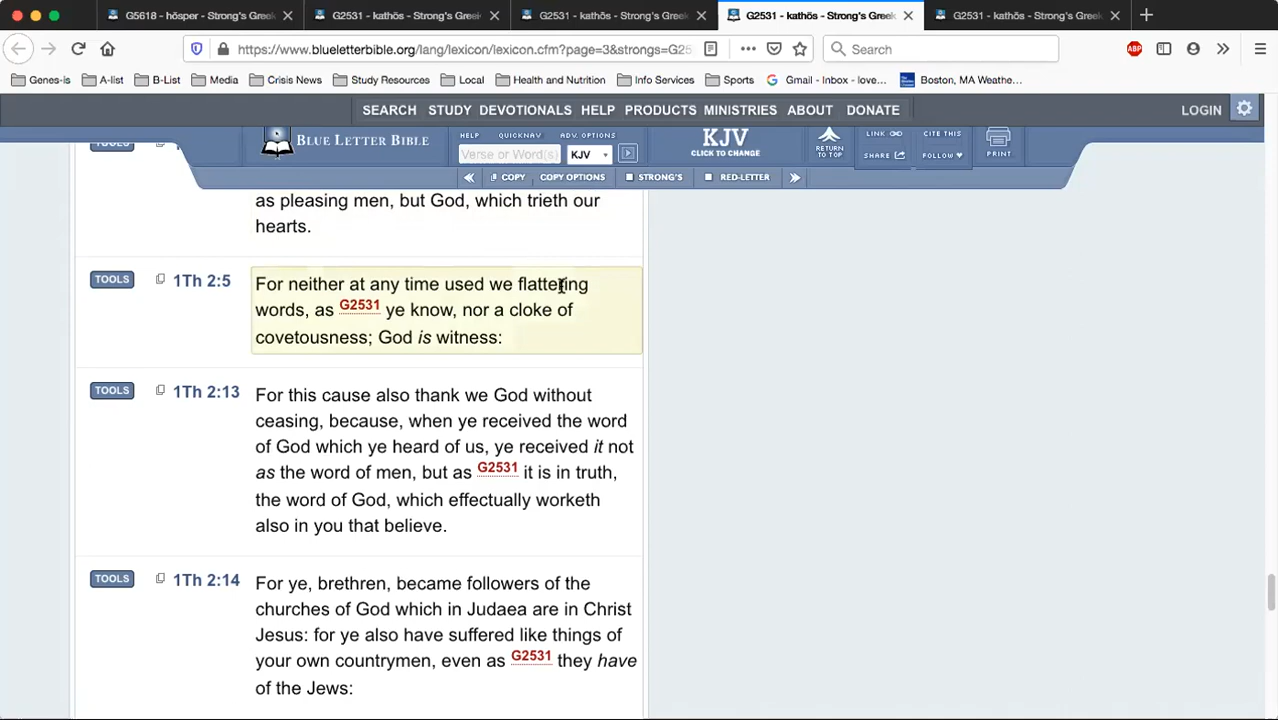 G5618 - hōsper - Strong's Greek
G2531 - kathōs - Strong's Greek
G2531 - kathōs - Strong's Greek
G2531 - kathōs - Strong's Greek
G2531 - kathōs - Strong's Greek
https://www.blueletterbible.org/lang/lexicon/lexicon.cfm?page=3&strongs=G25
Search
ABP
Genes-is A-list B-List Media Crisis News Study Resources Local Health and Nutrition Info Services Sports Gmail - Inbox - love... Boston, MA Weathe...
SEARCH STUDY DEVOTIONALS HELP PRODUCTS MINISTRIES ABOUT DONATE LOGIN
BLUE LETTER BIBLE
HELP QUICKNAV ADV. OPTIONS
Verse or Word(s) KJV
KJV
CLICK TO CHANGE
RETURN
TO TOP
LINK CITE THIS
SHARE FOLLOW
PRINT
COPY COPY OPTIONS STRONG'S RED-LETTER
TOOLS
as pleasing men, but God, which trieth our
hearts.
TOOLS 1Th 2:5 For neither at any time used we flattering
words, as G2531 ye know, nor a cloke of
covetousness; God is witness:
TOOLS 1Th 2:13 For this cause also thank we God without
ceasing, because, when ye received the word
of God which ye heard of us, ye received it not
as the word of men, but as G2531 it is in truth,
the word of God, which effectually worketh
also in you that believe.
TOOLS 1Th 2:14 For ye, brethren, became followers of the
churches of God which in Judaea are in Christ
Jesus: for ye also have suffered like things of
your own countrymen, even as G2531 they have
of the Jews: